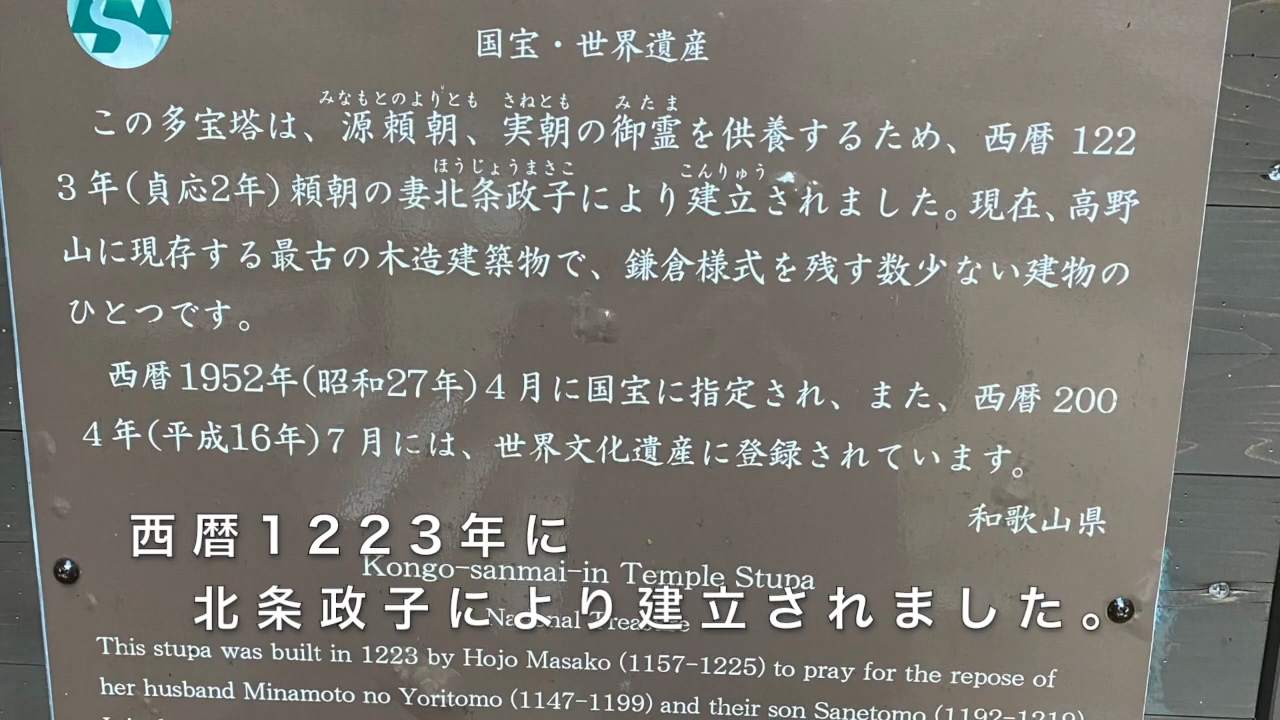 国宝・世界遺産
みなもとのよりとも さねとも みたま
この多宝塔は、源頼朝、実朝の御霊を供養するため、西暦 122
ほうじょうまさこ こんりゅう
3年(貞応2年)頼朝の妻北条政子により建立されました。現在、高野
山に現存する最古の木造建築物で、鎌倉様式を残す数少ない建物の
ひとつです。
西暦1952年(昭和27年)4月に国宝に指定され、また、西暦 200
4年(平成16年)7月には、世界文化遺産に登録されています。
和歌山県
西暦1223年に
Kongo-sanmai-in Temple Stupa
北条政子により建立されました。
National Treasure
This stupa was built in 1223 by Hojo Masako (1157-1225) to pray for the repose of
her husband Minamoto no Yoritomo (1147-1199) and their son Sanetomo (1192-1219)